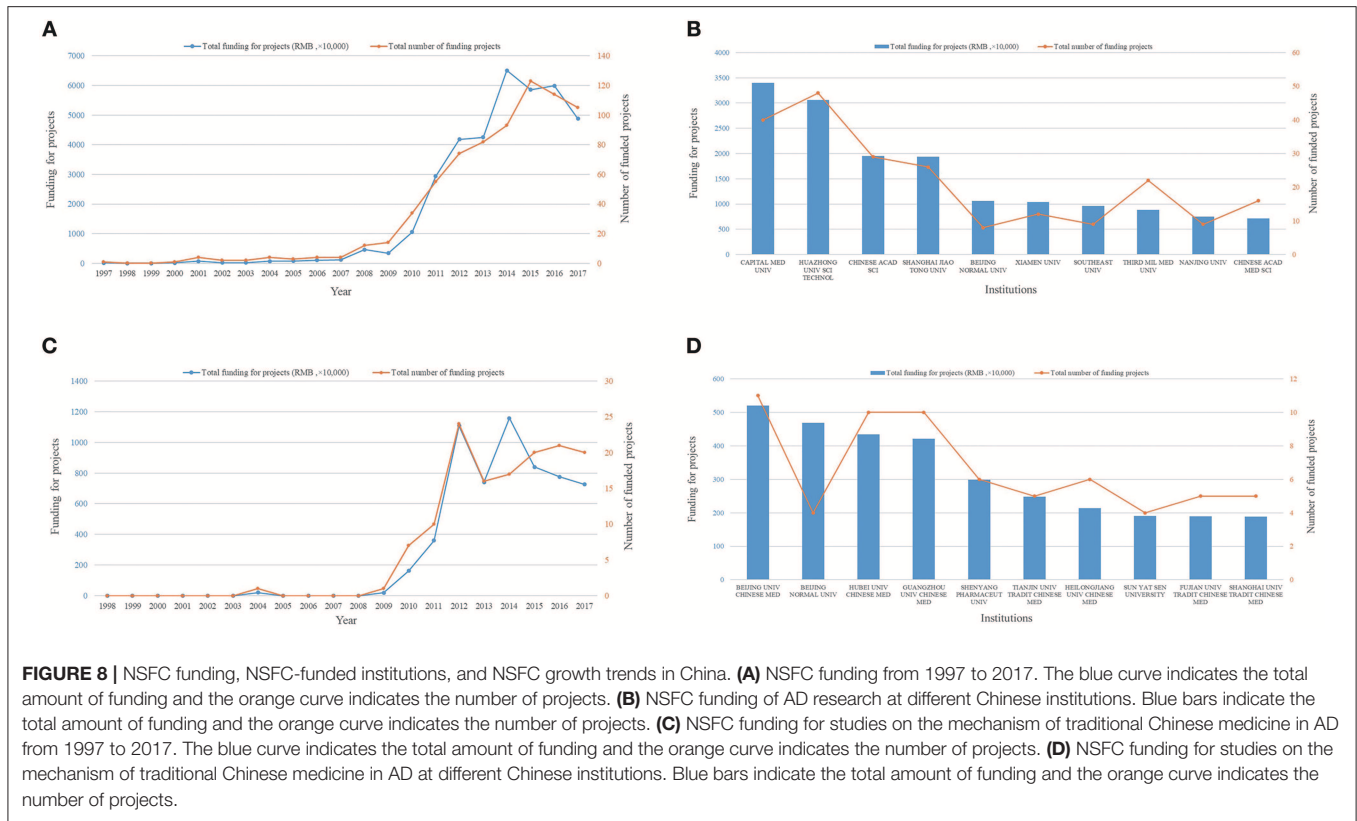 A
Total funding for projects (RMB ,×10,000)
Total number of funding projects
7000
6000
5000
4000
3000
2000
1000
0
Funding for projects
140
120
100
80
60
40
20
0
Number of funded projects
1997 1998 1999 2000 2001 2002 2003 2004 2005 2006 2007 2008 2009 2010 2011 2012 2013 2014 2015 2016 2017
Year
B
Total funding for projects (RMB ,×10,000)
Total number of funding projects
4000
3500
3000
2500
2000
1500
1000
500
0
Funding for projects
60
50
40
30
20
10
0
Number of funded projects
CAPITAL MED
UNIV
HUAZHONG
UNIV SCI
TECHNOL
CHINESE ACAD
SCI
SHANGHAI JIAO
TONG UNIV
BEIJING
NORMAL UNIV
XIAMEN UNIV
SOUTHEAST
UNIV
THIRD MIL MED
UNIV
NANJING UNIV
CHINESE ACAD
MED SCI
Institutions
C
Total funding for projects (RMB ,×10,000)
Total number of funding projects
1400
1200
1000
800
600
400
200
0
Funding for projects
30
25
20
15
10
5
0
Number of funded projects
1998 1999 2000 2001 2002 2003 2004 2005 2006 2007 2008 2009 2010 2011 2012 2013 2014 2015 2016 2017
Year
D
Total funding for projects (RMB ,×10,000)
Total number of funding projects
600
500
400
300
200
100
0
Funding for projects
12
10
8
6
4
2
0
Number of funded projects
BEIJING UNIV
CHINESE MED
BEIJING
NORMAL UNIV
HUBEI UNIV
CHINESE MED
GUANGZHOU
UNIV CHINESE
MED
SHENYANG
PHARMACEUT
UNIV
TIANJIN UNIV
TRADIT CHINESE
MED
HEILONGJIANG
UNIV CHINESE
MED
SUN YAT SEN
UNIVERSITY
FUJIAN UNIV
TRADIT CHINESE
MED
SHANGHAI UNIV
TRADIT CHINESE
MED
Institutions
FIGURE 8 | NSFC funding, NSFC-funded institutions, and NSFC growth trends in China. (A) NSFC funding from 1997 to 2017. The blue curve indicates the total
amount of funding and the orange curve indicates the number of projects. (B) NSFC funding of AD research at different Chinese institutions. Blue bars indicate the
total amount of funding and the orange curve indicates the number of projects. (C) NSFC funding for studies on the mechanism of traditional Chinese medicine in AD
from 1997 to 2017. The blue curve indicates the total amount of funding and the orange curve indicates the number of projects. (D) NSFC funding for studies on the
mechanism of traditional Chinese medicine in AD at different Chinese institutions. Blue bars indicate the total amount of funding and the orange curve indicates the
number of projects.